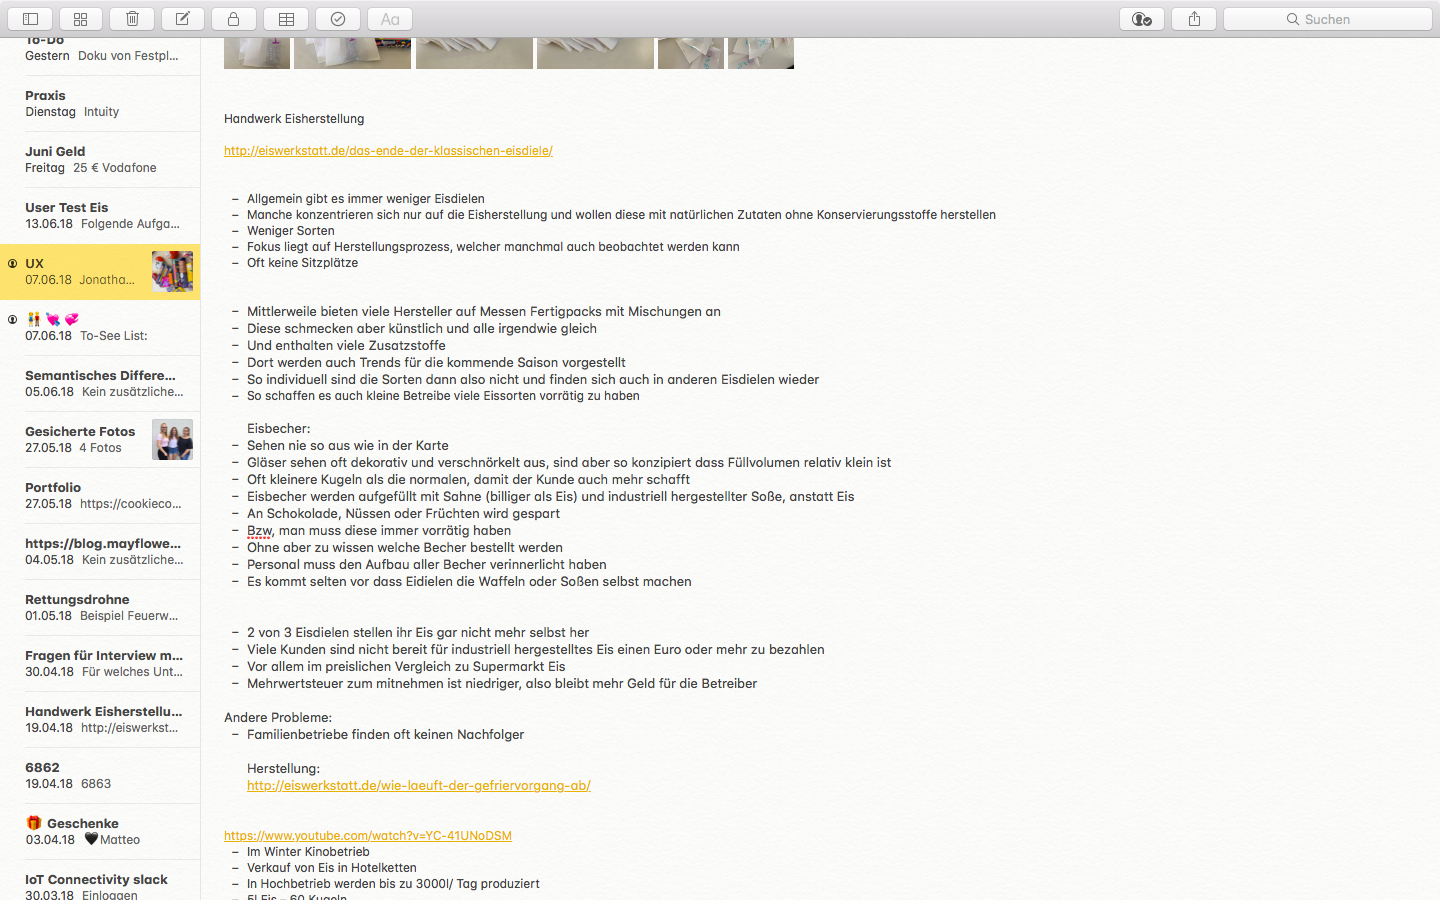 Aa
Suchen
To-Do
Gestern Doku von Festpl...
Praxis
Dienstag Intuity
Juni Geld
Freitag 25 € Vodafone
User Test Eis
13.06.18 Folgende Aufga...
UX
07.06.18 Jonatha...
07.06.18 To-See List:
Semantisches Differe...
05.06.18 Kein zusätzliche...
Gesicherte Fotos
27.05.18 4 Fotos
Portfolio
27.05.18 https://cookieco...
https://blog.mayflowe...
04.05.18 Kein zusätzliche...
Rettungsdrohne
01.05.18 Beispiel Feuerw...
Fragen für Interview m...
30.04.18 Für welches Unt...
Handwerk Eisherstellu...
19.04.18 http://eiswerkst...
6862
19.04.18 6863
🎁 Geschenke
03.04.18 🖤Matteo
IoT Connectivity slack
30.03.18 Einloggen
Handwerk Eisherstellung
http://eiswerkstatt.de/das-ende-der-klassischen-eisdiele/
– Allgemein gibt es immer weniger Eisdielen
– Manche konzentrieren sich nur auf die Eisherstellung und wollen diese mit natürlichen Zutaten ohne Konservierungsstoffe herstellen
– Weniger Sorten
– Fokus liegt auf Herstellungsprozess, welcher manchmal auch beobachtet werden kann
– Oft keine Sitzplätze
– Mittlerweile bieten viele Hersteller auf Messen Fertigpacks mit Mischungen an
– Diese schmecken aber künstlich und alle irgendwie gleich
– Und enthalten viele Zusatzstoffe
– Dort werden auch Trends für die kommende Saison vorgestellt
– So individuell sind die Sorten dann also nicht und finden sich auch in anderen Eisdielen wieder
– So schaffen es auch kleine Betreibe viele Eissorten vorrätig zu haben
Eisbecher:
– Sehen nie so aus wie in der Karte
– Gläser sehen oft dekorativ und verschnörkelt aus, sind aber so konzipiert dass Füllvolumen relativ klein ist
– Oft kleinere Kugeln als die normalen, damit der Kunde auch mehr schafft
– Eisbecher werden aufgefüllt mit Sahne (billiger als Eis) und industriell hergestellter Soße, anstatt Eis
– An Schokolade, Nüssen oder Früchten wird gespart
– Bzw, man muss diese immer vorrätig haben
– Ohne aber zu wissen welche Becher bestellt werden
– Personal muss den Aufbau aller Becher verinnerlicht haben
– Es kommt selten vor dass Eidielen die Waffeln oder Soßen selbst machen
– 2 von 3 Eisdielen stellen ihr Eis gar nicht mehr selbst her
– Viele Kunden sind nicht bereit für industriell hergestelltes Eis einen Euro oder mehr zu bezahlen
– Vor allem im preislichen Vergleich zu Supermarkt Eis
– Mehrwertsteuer zum mitnehmen ist niedriger, also bleibt mehr Geld für die Betreiber
Andere Probleme:
– Familienbetriebe finden oft keinen Nachfolger
Herstellung:
http://eiswerkstatt.de/wie-laeuft-der-gefriervorgang-ab/
https://www.youtube.com/watch?v=YC-41UNoDSM
– Im Winter Kinobetrieb
– Verkauf von Eis in Hotelketten
– In Hochbetrieb werden bis zu 3000l/ Tag produziert
– 5l Eis – 60 Kugeln